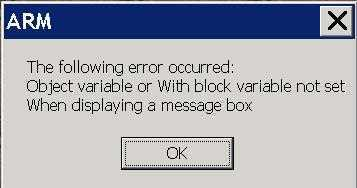 ARM
The following error occurred:
Object variable or With block variable not set
When displaying a message box
OK